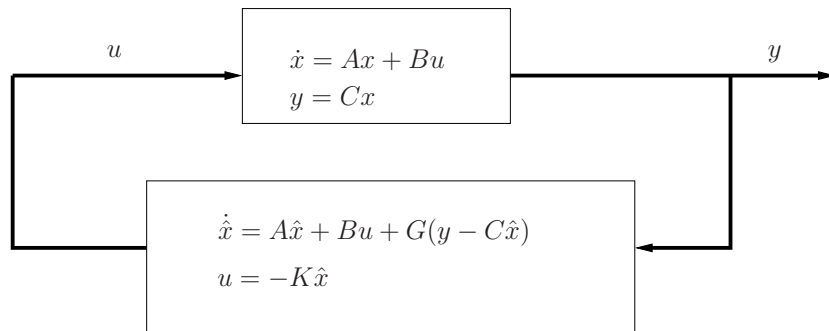 u
y
ẋ = Ax + Bu
y = Cx
x̂̇ = Ax̂ + Bu + G(y − Cx̂)
u = −Kx̂